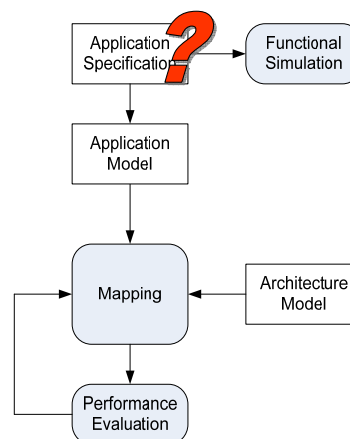 Application
Specification
?
Functional
Simulation
Application
Model
Mapping
Architecture
Model
Performance
Evaluation